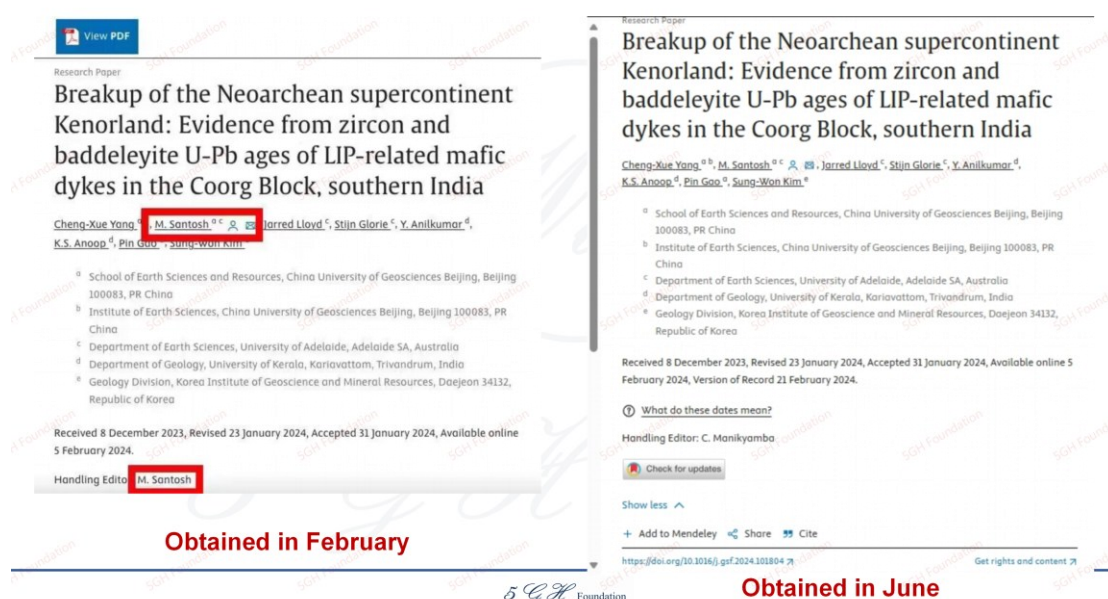 View PDF
Research Paper
Breakup of the Neoarchean supercontinent
Kenorland: Evidence from zircon and
baddeleyite U-Pb ages of LIP-related mafic
dykes in the Coorg Block, southern India
Cheng-Xue Yang a , M. Santosh a c Jarred Lloyd c, Stijn Glorie c, Y. Anilkumar d,
K.S. Anoop d, Pin Gao , Sung-Won Kim
a School of Earth Sciences and Resources, China University of Geosciences Beijing, Beijing
100083, PR China
b Institute of Earth Sciences, China University of Geosciences Beijing, Beijing 100083, PR
China
c Department of Earth Sciences, University of Adelaide, Adelaide SA, Australia
d Department of Geology, University of Kerala, Kariavattom, Trivandrum, India
e Geology Division, Korea Institute of Geoscience and Mineral Resources, Daejeon 34132,
Republic of Korea
Received 8 December 2023, Revised 23 January 2024, Accepted 31 January 2024, Available online
5 February 2024.
Handling Edito M. Santosh
Obtained in February
Research Paper
Breakup of the Neoarchean supercontinent
Kenorland: Evidence from zircon and
baddeleyite U-Pb ages of LIP-related mafic
dykes in the Coorg Block, southern India
Cheng-Xue Yang a b, M. Santosh a c , Jarred Lloyd c, Stijn Glorie c, Y. Anilkumar d,
K.S. Anoop d, Pin Gao a, Sung-Won Kim e
a School of Earth Sciences and Resources, China University of Geosciences Beijing, Beijing
100083, PR China
b Institute of Earth Sciences, China University of Geosciences Beijing, Beijing 100083, PR
China
c Department of Earth Sciences, University of Adelaide, Adelaide SA, Australia
d Department of Geology, University of Kerala, Kariavattom, Trivandrum, India
e Geology Division, Korea Institute of Geoscience and Mineral Resources, Daejeon 34132,
Republic of Korea
Received 8 December 2023, Revised 23 January 2024, Accepted 31 January 2024, Available online 5
February 2024, Version of Record 21 February 2024.
What do these dates mean?
Handling Editor: C. Manikyamba
Check for updates
Show less
+ Add to Mendeley Share Cite
https://doi.org/10.1016/j.gsf.2024.101804
Get rights and content
Obtained in June
5 G H Foundation
SGH Foundation